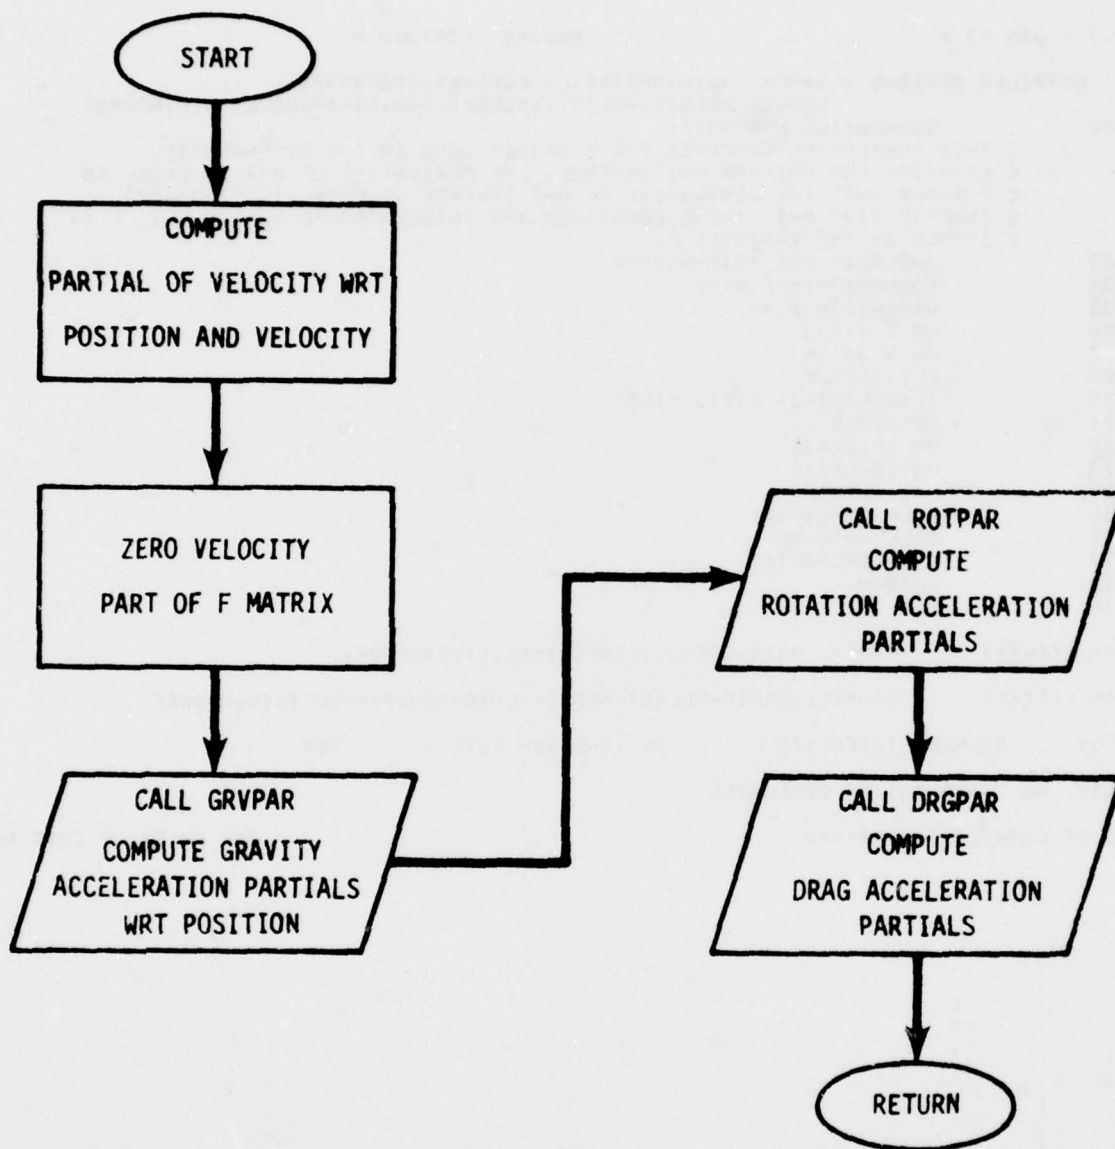 START
COMPUTE
PARTIAL OF VELOCITY WRT
POSITION AND VELOCITY
ZERO VELOCITY
PART OF F MATRIX
CALL GRVPAR
COMPUTE GRAVITY
ACCELERATION PARTIALS
WRT POSITION
CALL ROTPAR
COMPUTE
ROTATION ACCELERATION
PARTIALS
CALL DRGPAR
COMPUTE
DRAG ACCELERATION
PARTIALS
RETURN